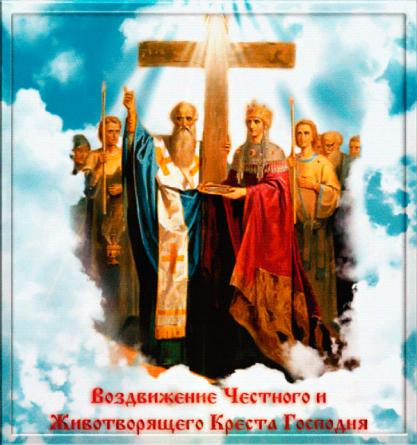 Воздвижение Честного и
Животворящего Креста Господня